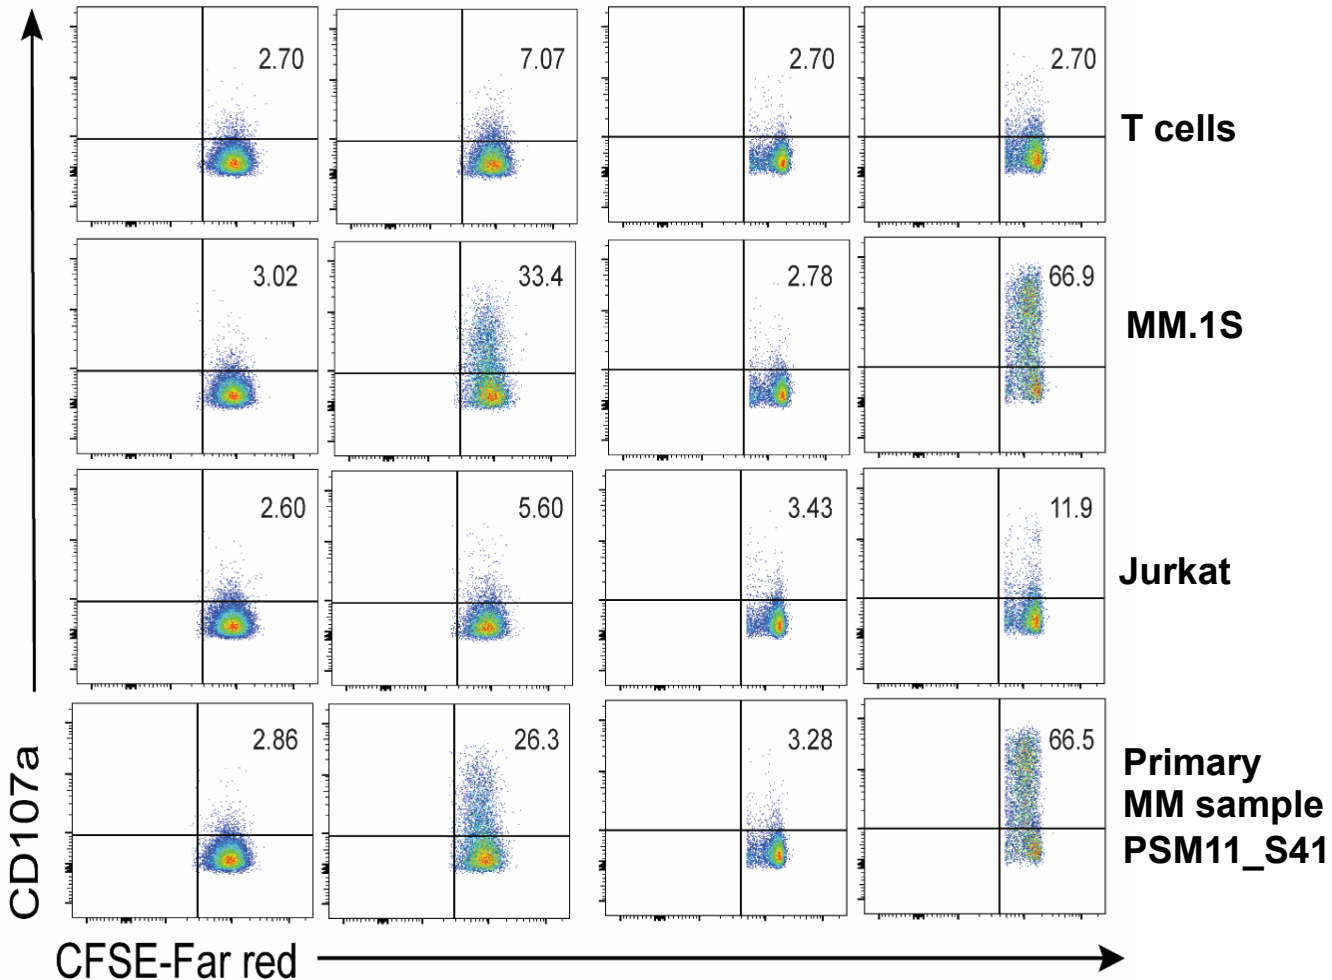 2.70 7.07 2.70 2.70
T cells
3.02 33.4 2.78 66.9
MM.1S
2.60 5.60 3.43 11.9
Jurkat
2.86 26.3 3.28 66.5
Primary
MM sample
PSM11_S41
CD107a
CFSE-Far red